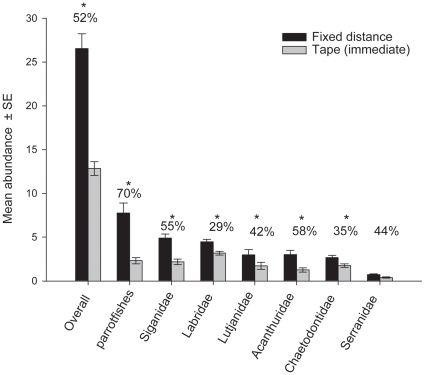 Mean abundance ± SE
30
25
20
15
10
5
0
*
52%
*
70%
*
55%
*
29%
*
42%
*
58%
*
35%
44%
Fixed distance
Tape (immediate)
Overall
parrotfishes
Siganidae
Labridae
Lutjanidae
Acanthuridae
Chaetodontidae
Serranidae